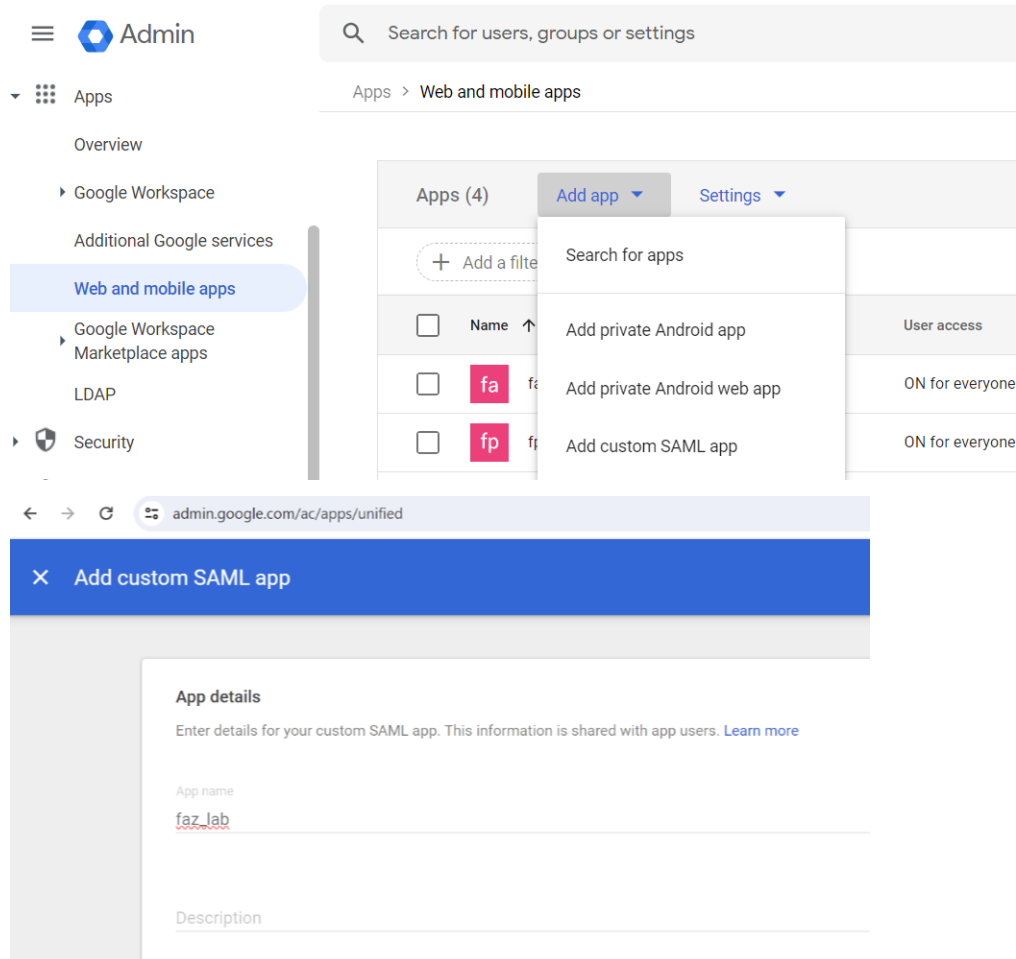 Admin
Search for users, groups or settings
Apps
Overview
Google Workspace
Additional Google services
Web and mobile apps
Google Workspace
Marketplace apps
LDAP
Security
Apps > Web and mobile apps
Apps (4)
Add app
Settings
Add a filte
Search for apps
Add private Android app
Add private Android web app
Add custom SAML app
Name
User access
fa
fa
ON for everyone
fp
fp
ON for everyone
admin.google.com/ac/apps/unified
Add custom SAML app
App details
Enter details for your custom SAML app. This information is shared with app users. Learn more
App name
faz_lab
Description